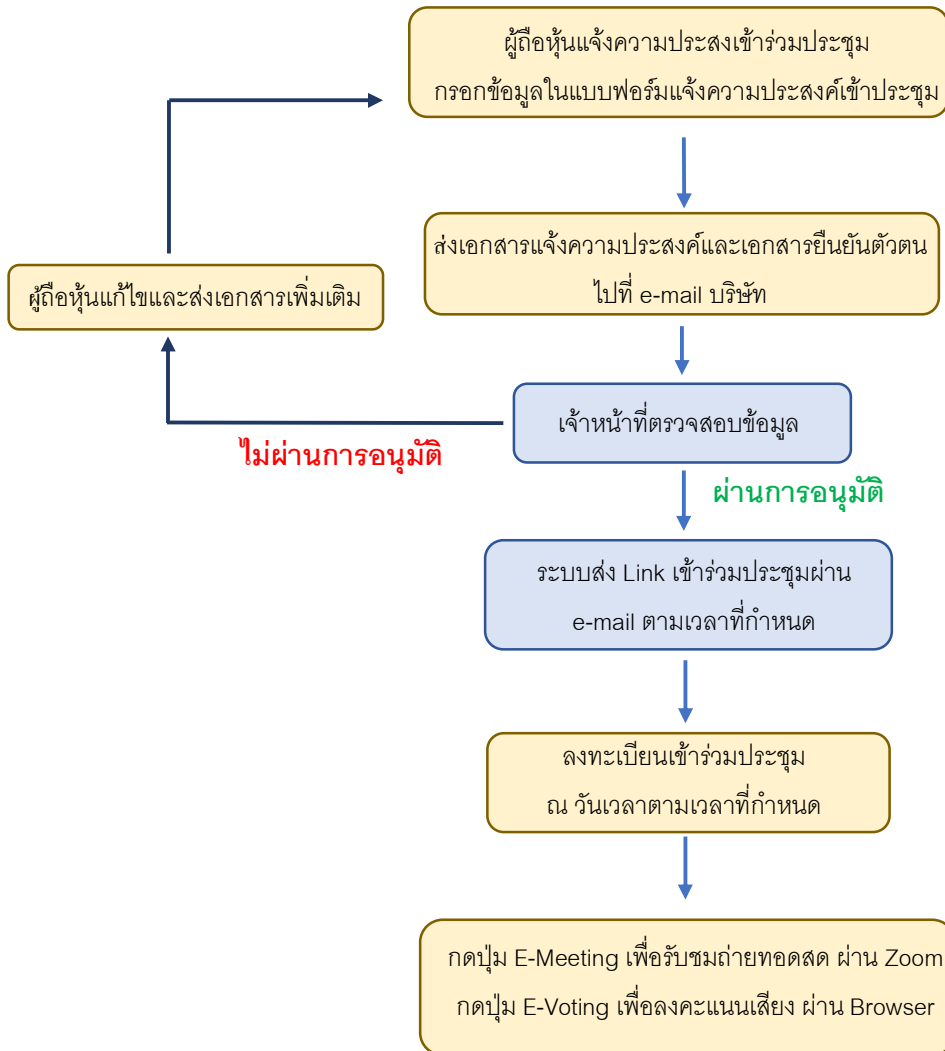 ผู้ถือหุ้นแจ้งความประสงเข้าร่วมประชุม
กรอกข้อมูลในแบบฟอร์มแจ้งความประสงค์เข้าประชุม
ส่งเอกสารแจ้งความประสงค์และเอกสารยืนยันตัวตน
ไปที่ e-mail บริษัท
ผู้ถือหุ้นแก้ไขและส่งเอกสารเพิ่มเติม
เจ้าหน้าที่ตรวจสอบข้อมูล
ไม่ผ่านการอนุมัติ
ผ่านการอนุมัติ
ระบบส่ง Link เข้าร่วมประชุมผ่าน
e-mail ตามเวลาที่กำหนด
ลงทะเบียนเข้าร่วมประชุม
ณ วันเวลาตามเวลาที่กำหนด
กดปุ่ม E-Meeting เพื่อรับชมถ่ายทอดสด ผ่าน Zoom
กดปุ่ม E-Voting เพื่อลงคะแนนเสียง ผ่าน Browser